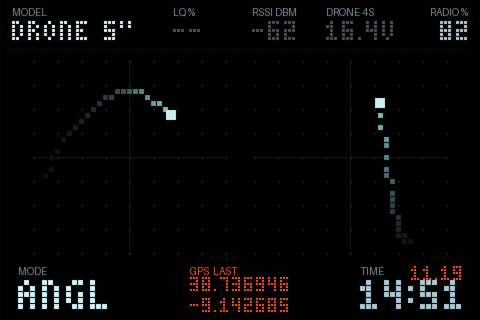 MODEL LQ% RSSI DBM DRONE 4S RADIO%
DRONE 5" -- -62 16.4V 82
MODE GPS LAST TIME 11.19
ANGL 38.736946 14:51
-9.142685